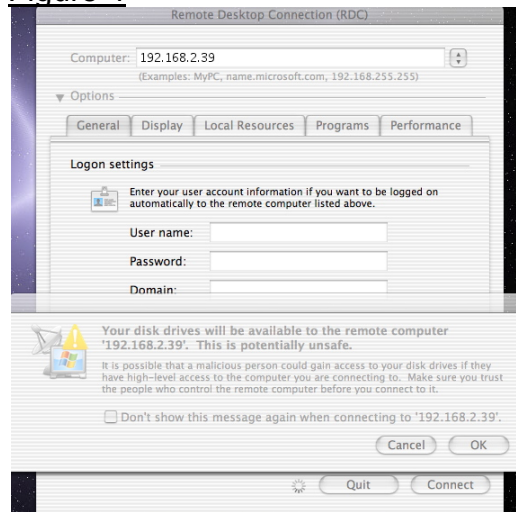 Remote Desktop Connection (RDC)
Computer: 192.168.2.39
(Examples: MyPC, name.microsoft.com, 192.168.255.255)
Options
General Display Local Resources Programs Performance
Logon settings
Enter your user account information if you want to be logged on
automatically to the remote computer listed above.
User name:
Password:
Domain:
Your disk drives will be available to the remote computer
'192.168.2.39'. This is potentially unsafe.
It is possible that a malicious person could gain access to your disk drives if they
have high-level access to the computer you are connecting to. Make sure you trust
the people who control the remote computer before you connect to it.
Don't show this message again when connecting to '192.168.2.39'.
Cancel OK
Quit Connect